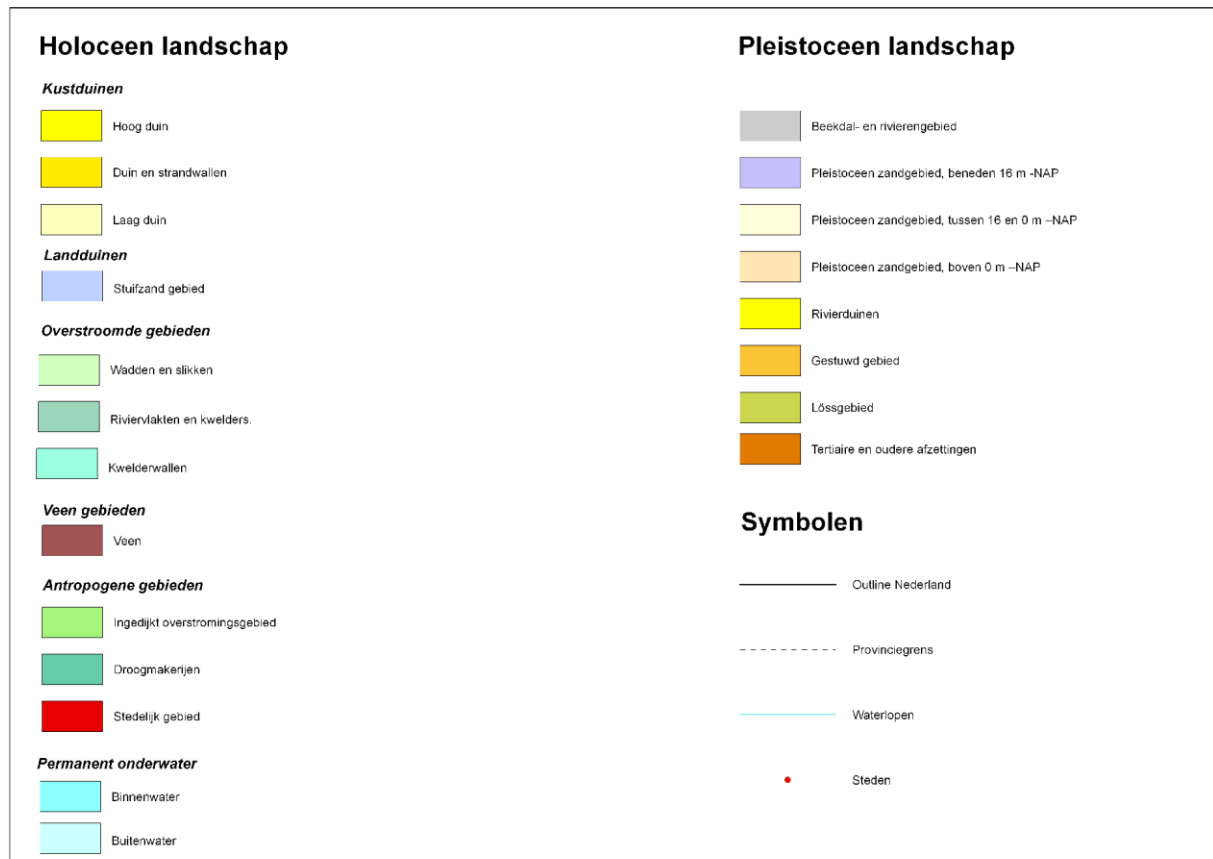 Holoceen landschap
Kustduinen
Hoog duin
Duin en strandwallen
Laag duin
Landduinen
Stuifzand gebied
Overstroomde gebieden
Wadden en slikken
Riviervlakten en kwelders.
Kwelderwallen
Veen gebieden
Veen
Antropogene gebieden
Ingedijkt overstromingsgebied
Droogmakerijen
Stedelijk gebied
Permanent onderwater
Binnenwater
Buitenwater
Pleistoceen landschap
Beekdal- en rivierengebied
Pleistoceen zandgebied, beneden 16 m -NAP
Pleistoceen zandgebied, tussen 16 en 0 m –NAP
Pleistoceen zandgebied, boven 0 m –NAP
Rivierduinen
Gestuwd gebied
Lössgebied
Tertiaire en oudere afzettingen
Symbolen
Outline Nederland
Provinciegrens
Waterlopen
Steden